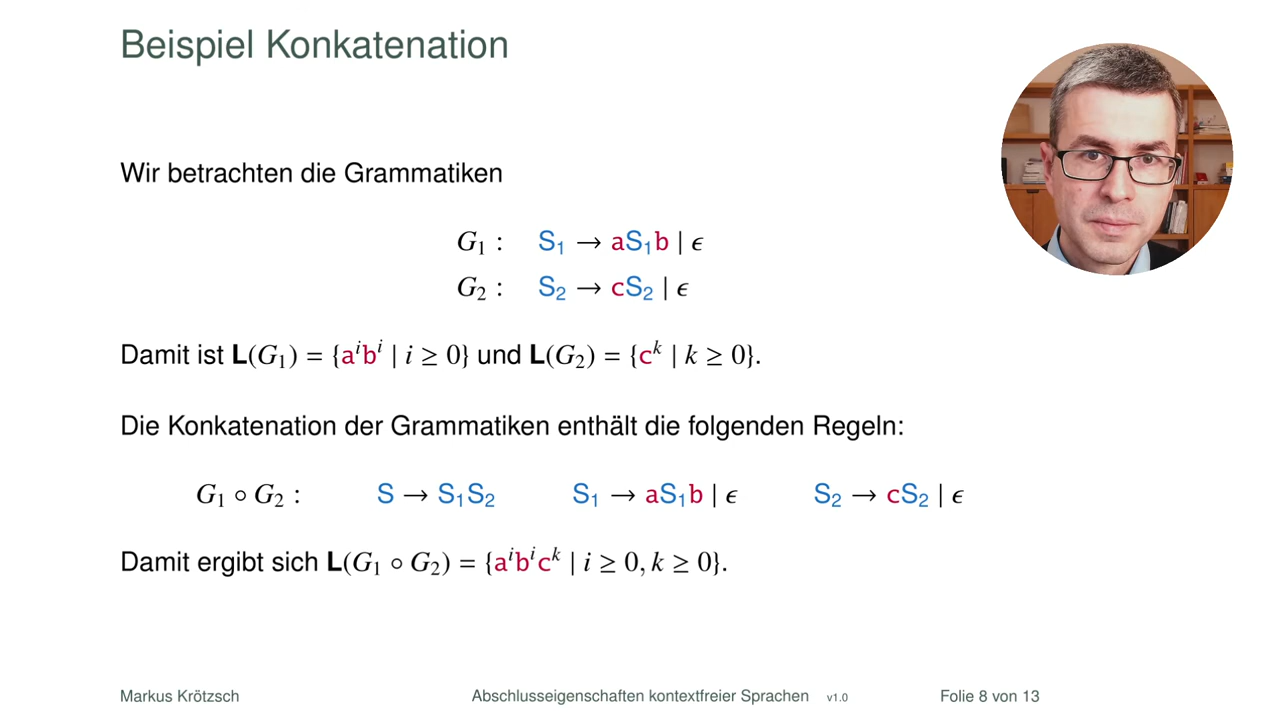 Beispiel Konkatenation
Wir betrachten die Grammatiken
G₁ : S₁ → aS₁b | ϵ
G₂ : S₂ → cS₂ | ϵ
Damit ist L(G₁) = {aⁱbⁱ | i ≥ 0} und L(G₂) = {cᵏ | k ≥ 0}.
Die Konkatenation der Grammatiken enthält die folgenden Regeln:
G₁ ∘ G₂ : S → S₁S₂ S₁ → aS₁b | ϵ S₂ → cS₂ | ϵ
Damit ergibt sich L(G₁ ∘ G₂) = {aⁱbⁱcᵏ | i ≥ 0, k ≥ 0}.
Markus Krötzsch Abschlusseigenschaften kontextfreier Sprachen v1.0 Folie 8 von 13